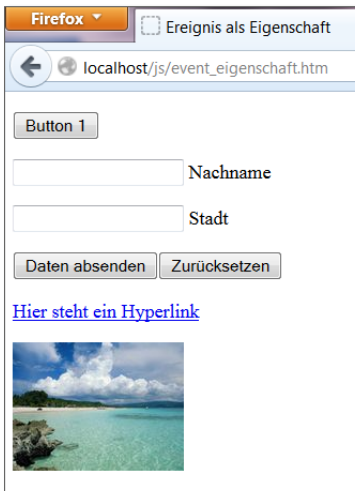 Firefox
Ereignis als Eigenschaft
localhost/js/event_eigenschaft.htm
Button 1
Nachname
Stadt
Daten absenden Zurücksetzen
Hier steht ein Hyperlink